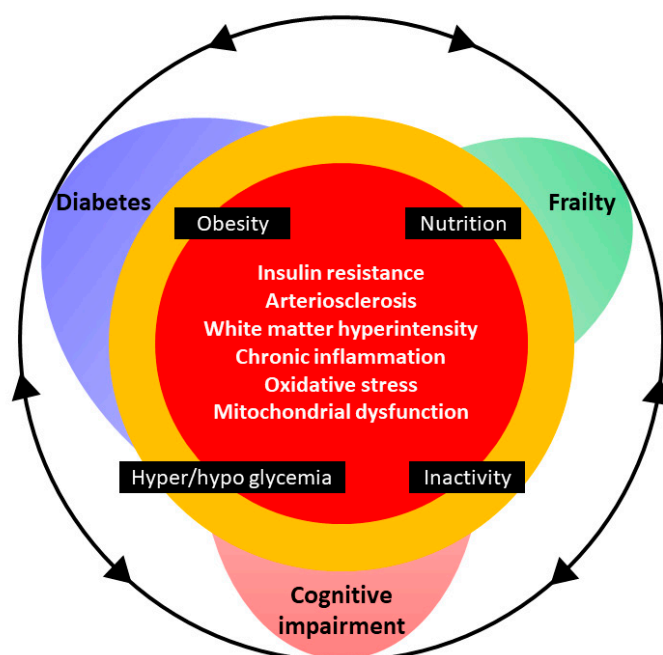 Diabetes
Frailty
Obesity
Nutrition
Insulin resistance
Arteriosclerosis
White matter hyperintensity
Chronic inflammation
Oxidative stress
Mitochondrial dysfunction
Hyper/hypo glycemia
Inactivity
Cognitive
impairment